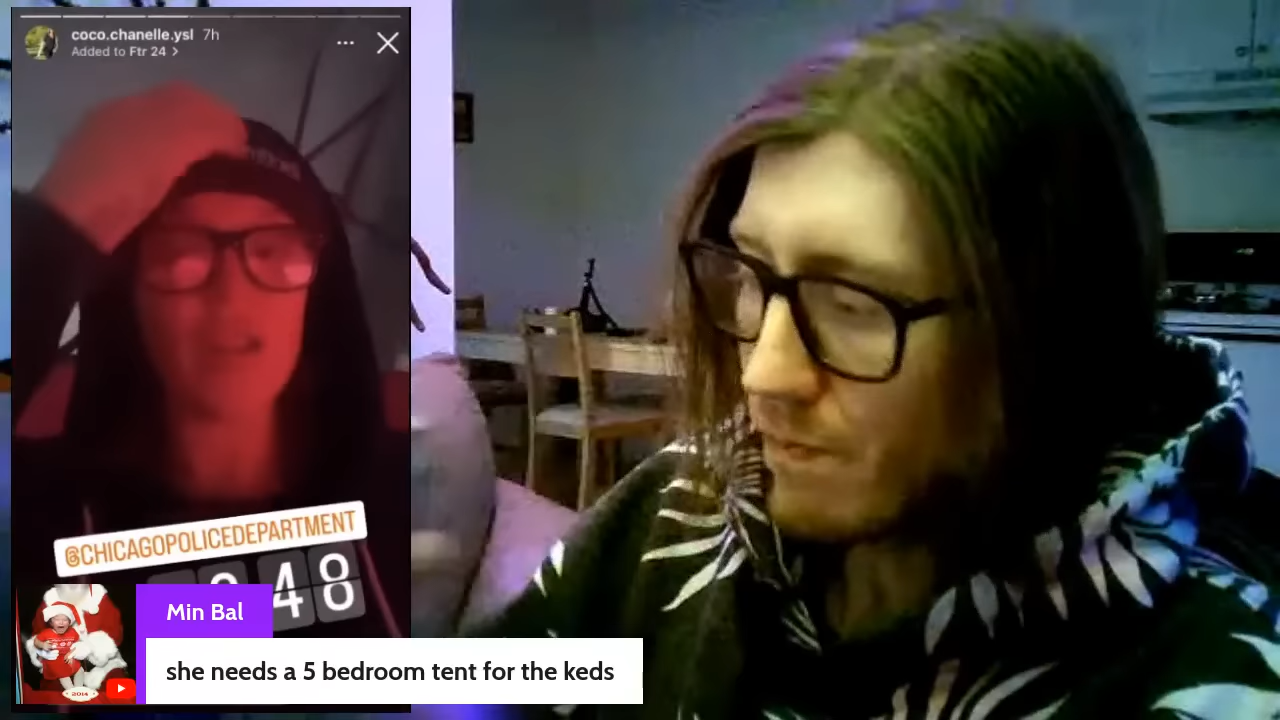 coco.chanelle.ysl 7h
Added to Ftr 24 >
@CHICAGOPOLICEDEPARTMENT
48
Min Bal
she needs a 5 bedroom tent for the keds
2014